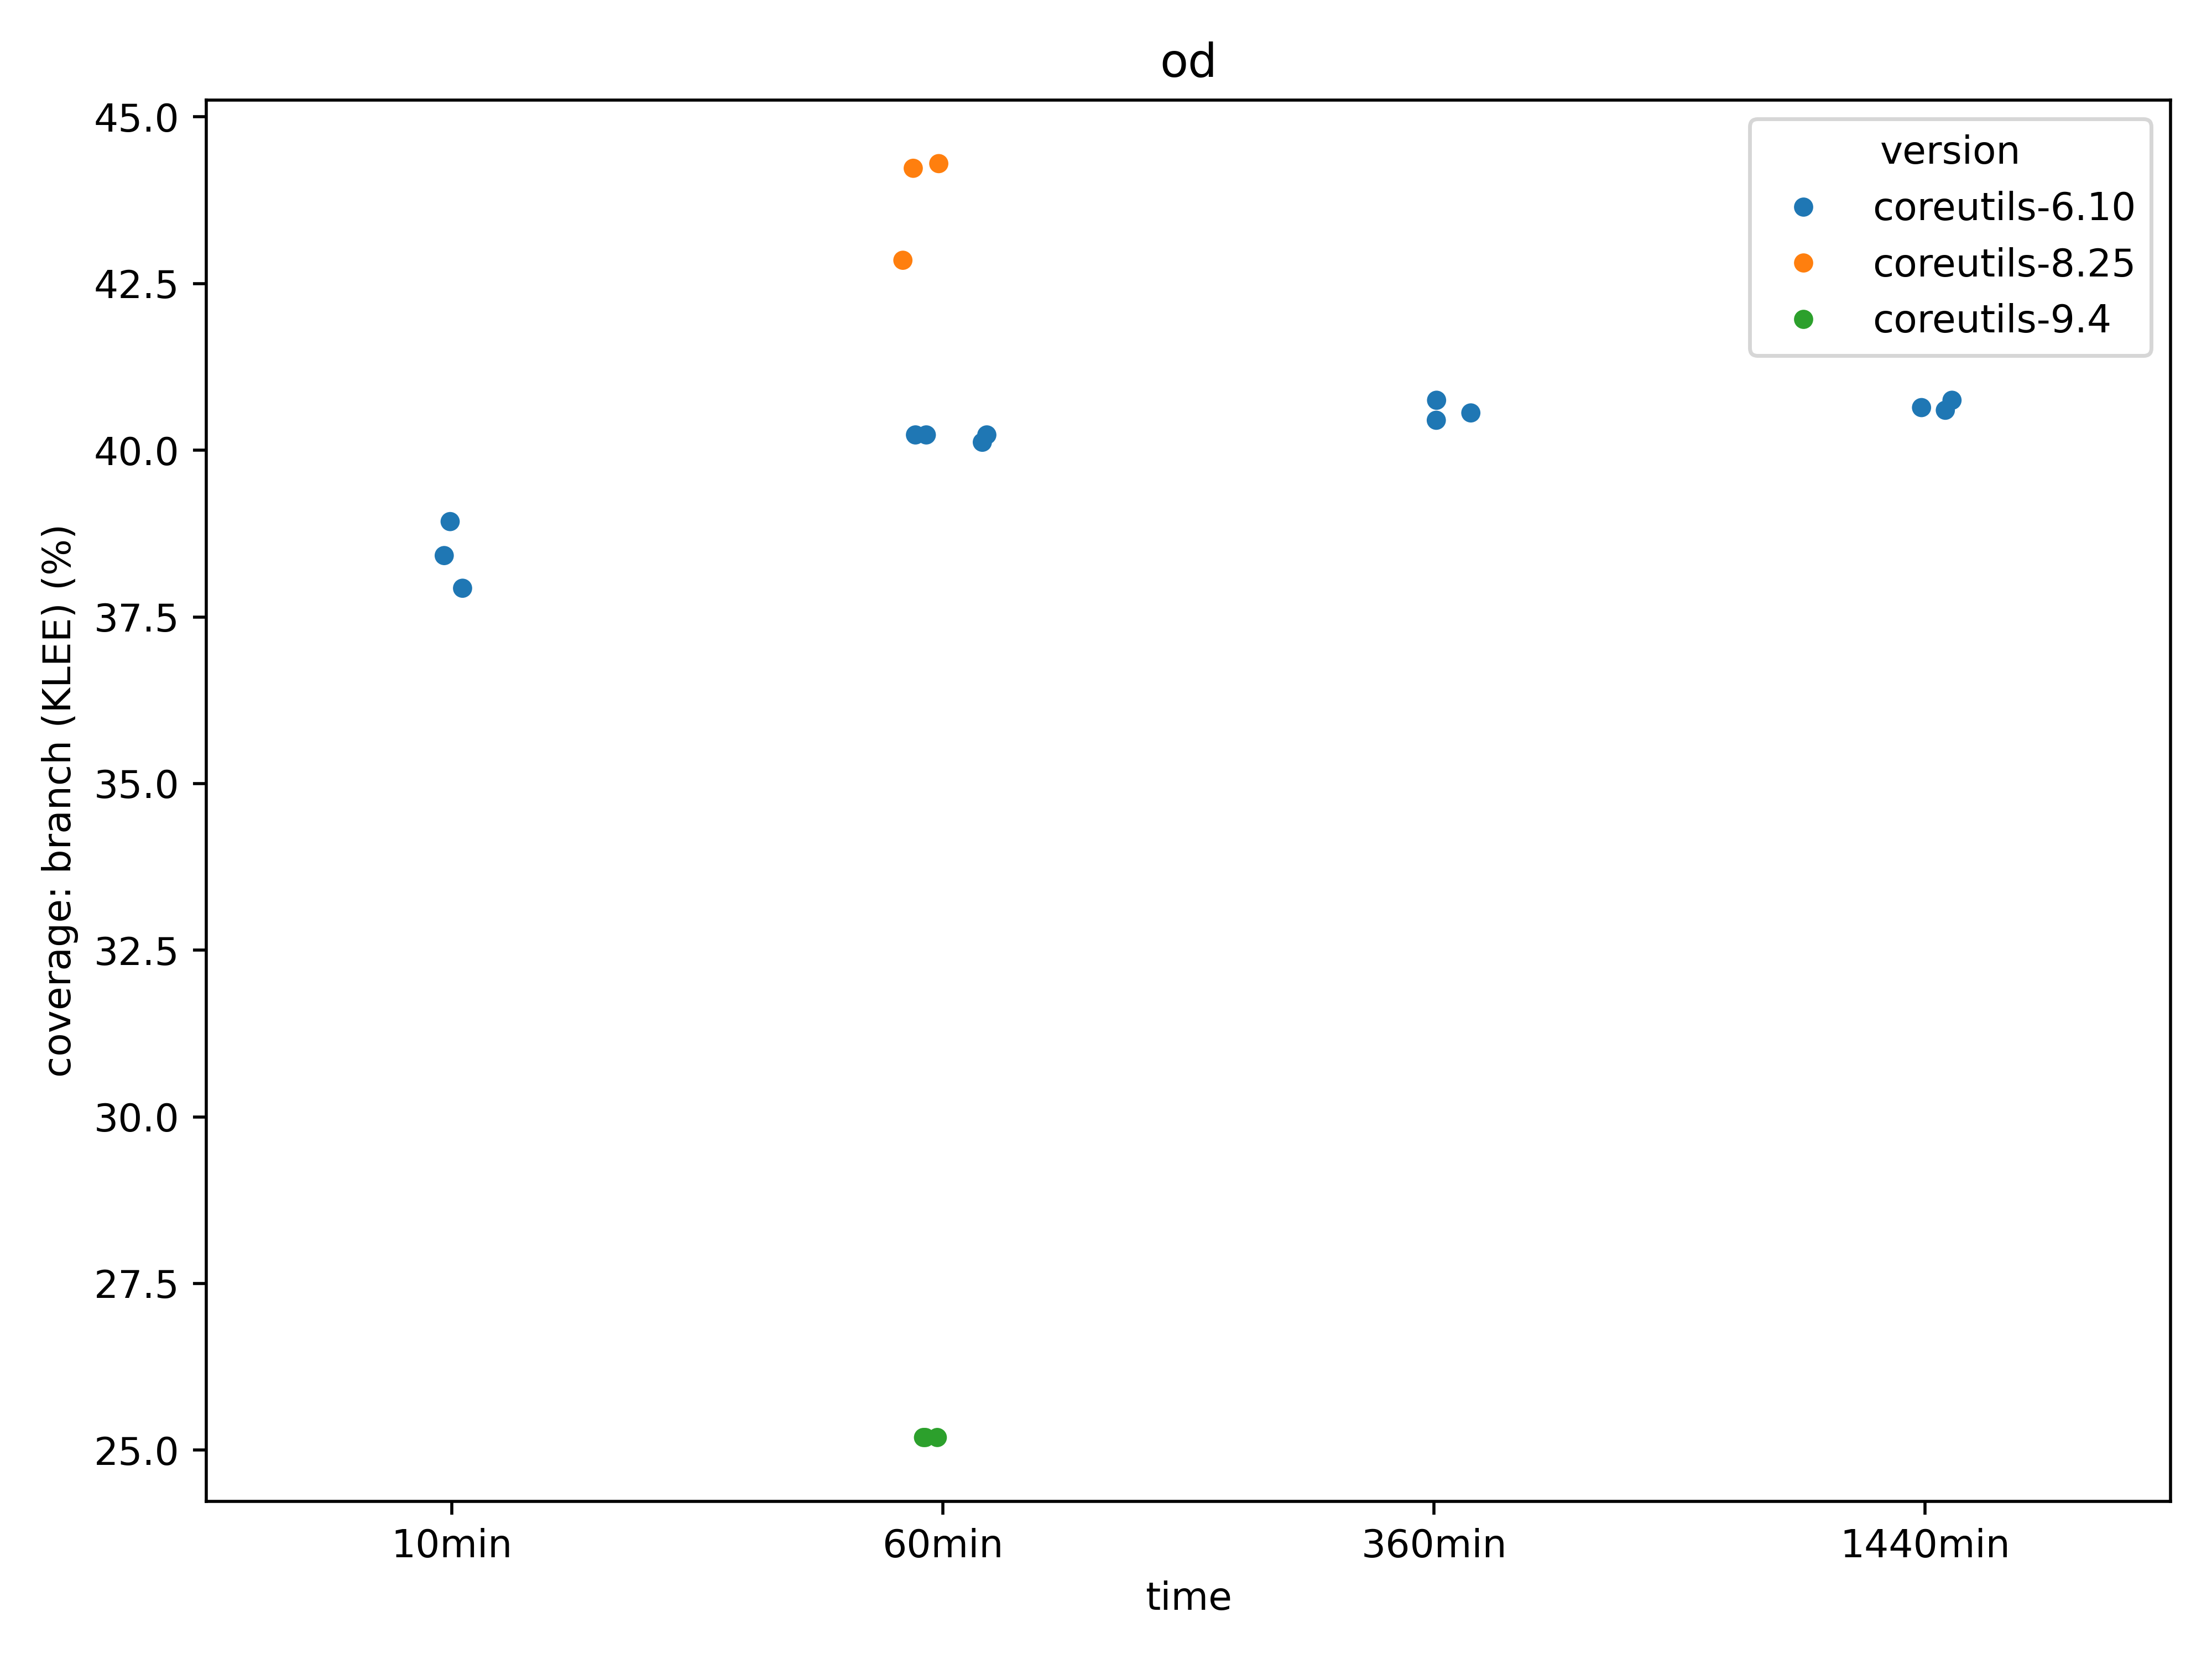 od
45.0
42.5
40.0
37.5
35.0
32.5
30.0
27.5
25.0
coverage: branch (KLEE) (%)
version
coreutils-6.10
coreutils-8.25
coreutils-9.4
10min
60min
360min
1440min
time